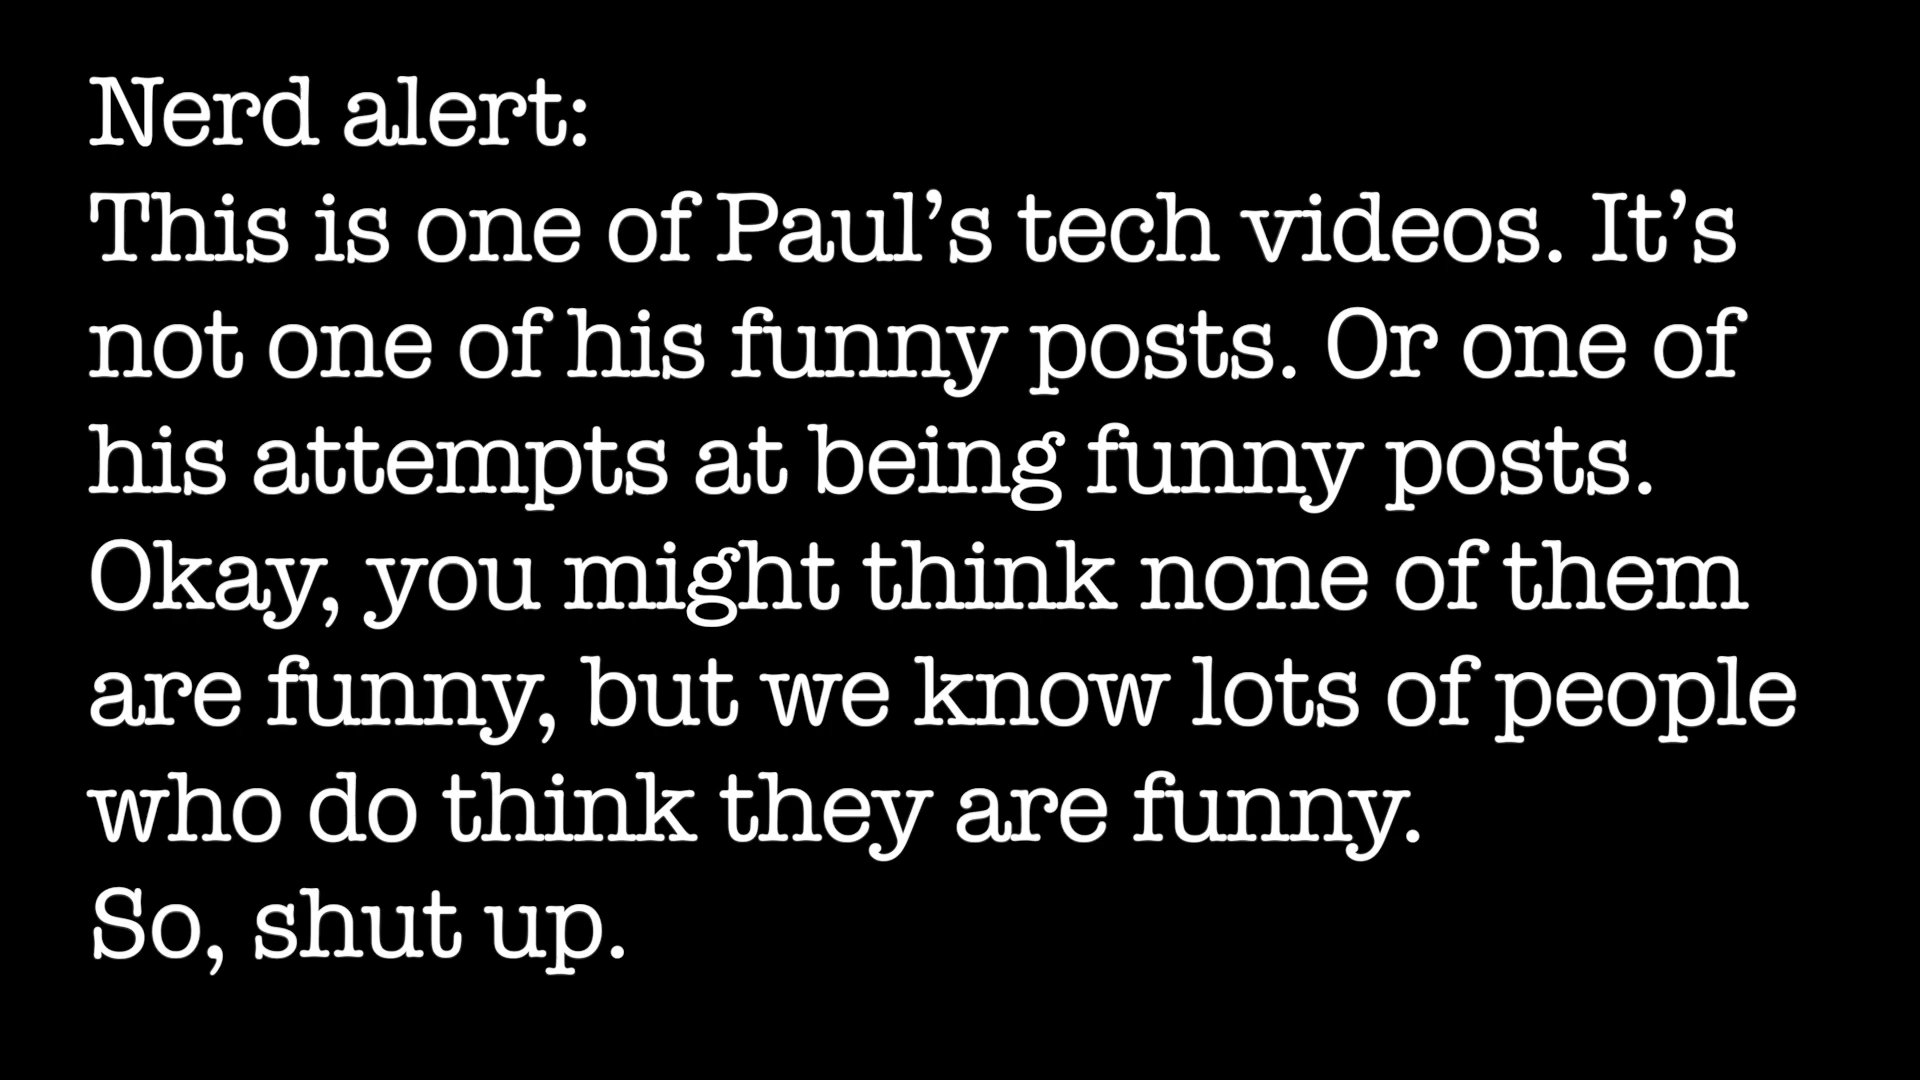 Nerd alert:
This is one of Paul’s tech videos. It’s
not one of his funny posts. Or one of
his attempts at being funny posts.
Okay, you might think none of them
are funny, but we know lots of people
who do think they are funny.
So, shut up.